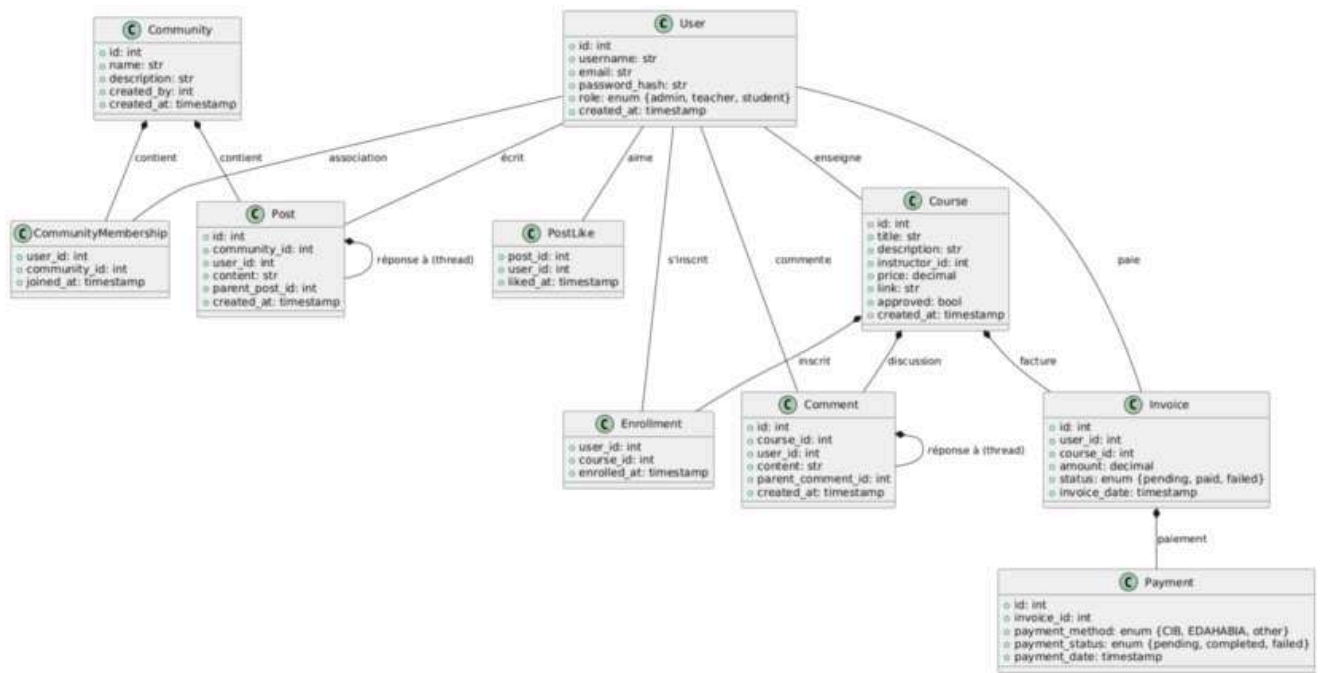 C Community
id: int
name: str
description: str
created_by: int
created_at: timestamp
C User
id: int
username: str
email: str
password_hash: str
role: enum {admin, teacher, student}
created_at: timestamp
contient
contient
association
écrit
aime
enseigne
s'inscrit
commente
paie
C CommunityMembership
user_id: int
community_id: int
joined_at: timestamp
C Post
id: int
community_id: int
user_id: int
content: str
parent_post_id: int
created_at: timestamp
réponse à (thread)
C PostLike
post_id: int
user_id: int
liked_at: timestamp
C Course
id: int
title: str
description: str
instructor_id: int
price: decimal
link: str
approved: bool
created_at: timestamp
inscrit
discussion
facture
C Enrollment
user_id: int
course_id: int
enrolled_at: timestamp
C Comment
id: int
course_id: int
user_id: int
content: str
parent_comment_id: int
created_at: timestamp
réponse à (thread)
C Invoice
id: int
user_id: int
course_id: int
amount: decimal
status: enum {pending, paid, failed}
invoice_date: timestamp
paiement
C Payment
id: int
invoice_id: int
payment_method: enum {CIB, EDAHABIA, other}
payment_status: enum {pending, completed, failed}
payment_date: timestamp